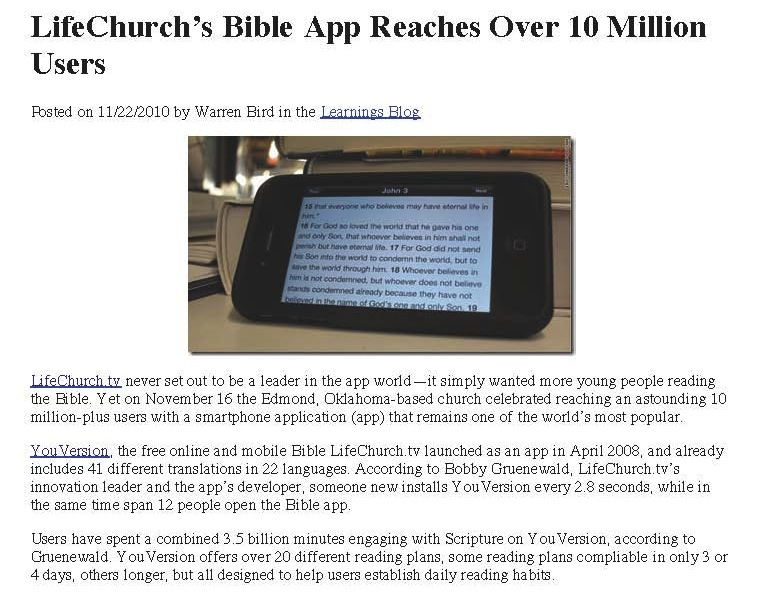 LifeChurch's Bible App Reaches Over 10 Million
Users
Posted on 11/22/2010 by Warren Bird in the Learnings Blog
John 3
15 that everyone who believes may have eternal life in
him."
16 For God so loved the world that he gave his one
and only Son, that whoever believes in him shall not
perish but have eternal life. 17 For God did not send
his Son into the world to condemn the world, but to
save the world through him. 18 Whoever believes in
him is not condemned, but whoever does not believe
stands condemned already because they have not
believed in the name of God's one and only Son. 19
LifeChurch.tv never set out to be a leader in the app world—it simply wanted more young people reading
the Bible. Yet on November 16 the Edmond, Oklahoma-based church celebrated reaching an astounding 10
million-plus users with a smartphone application (app) that remains one of the world's most popular.
YouVersion, the free online and mobile Bible LifeChurch.tv launched as an app in April 2008, and already
includes 41 different translations in 22 languages. According to Bobby Gruenewald, LifeChurch.tv's
innovation leader and the app's developer, someone new installs YouVersion every 2.8 seconds, while in
the same time span 12 people open the Bible app.
Users have spent a combined 3.5 billion minutes engaging with Scripture on YouVersion, according to
Gruenewald. YouVersion offers over 20 different reading plans, some reading plans compliable in only 3 or
4 days, others longer, but all designed to help users establish daily reading habits.